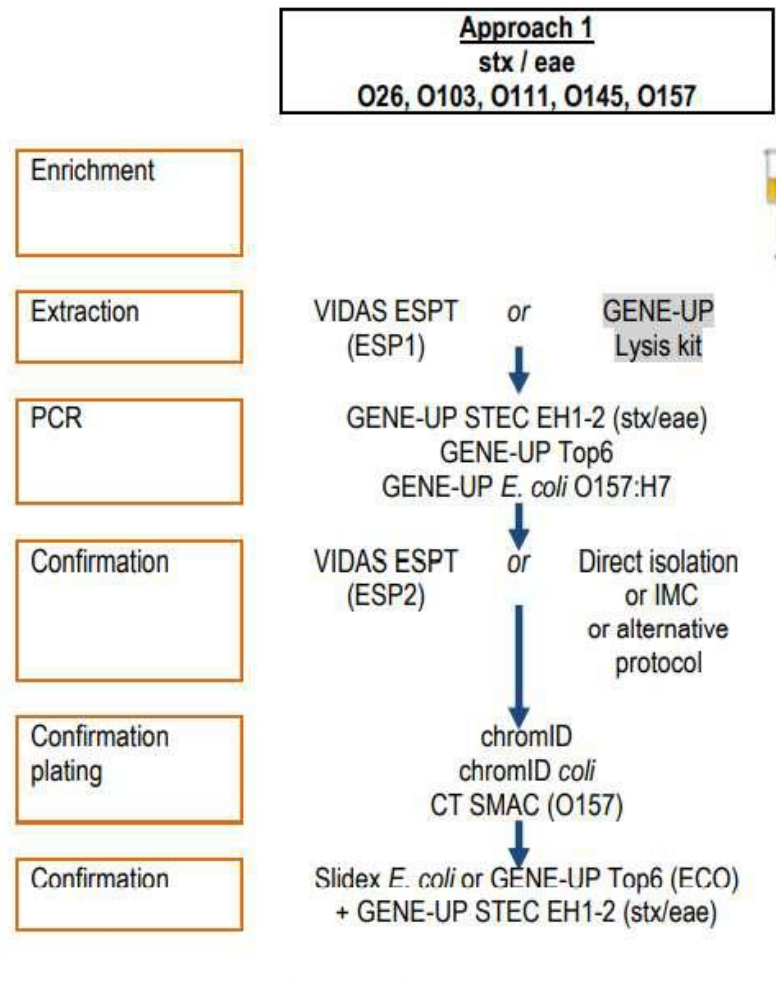 Approach 1
stx / eae
O26, O103, O111, O145, O157
Enrichment
Extraction
VIDAS ESPT or GENE-UP
(ESP1) Lysis kit
PCR
GENE-UP STEC EH1-2 (stx/eae)
GENE-UP Top6
GENE-UP E. coli O157:H7
Confirmation
VIDAS ESPT or Direct isolation
(ESP2) or IMC
or alternative
protocol
Confirmation
plating
chromID
chromID coli
CT SMAC (O157)
Confirmation
Slidex E. coli or GENE-UP Top6 (ECO)
+ GENE-UP STEC EH1-2 (stx/eae)